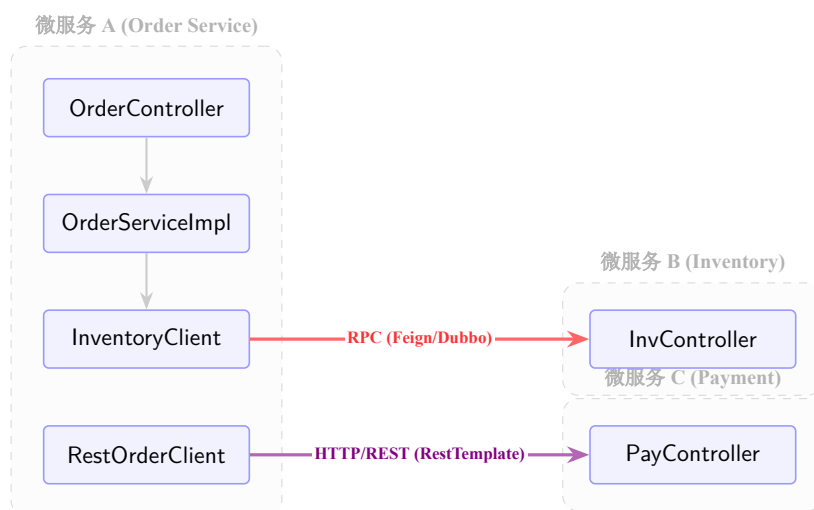 微服务 A (Order Service)
OrderController
OrderServiceImpl
微服务 B (Inventory)
InventoryClient
RPC (Feign/Dubbo)
InvController
微服务 C (Payment)
RestOrderClient
HTTP/REST (RestTemplate)
PayController